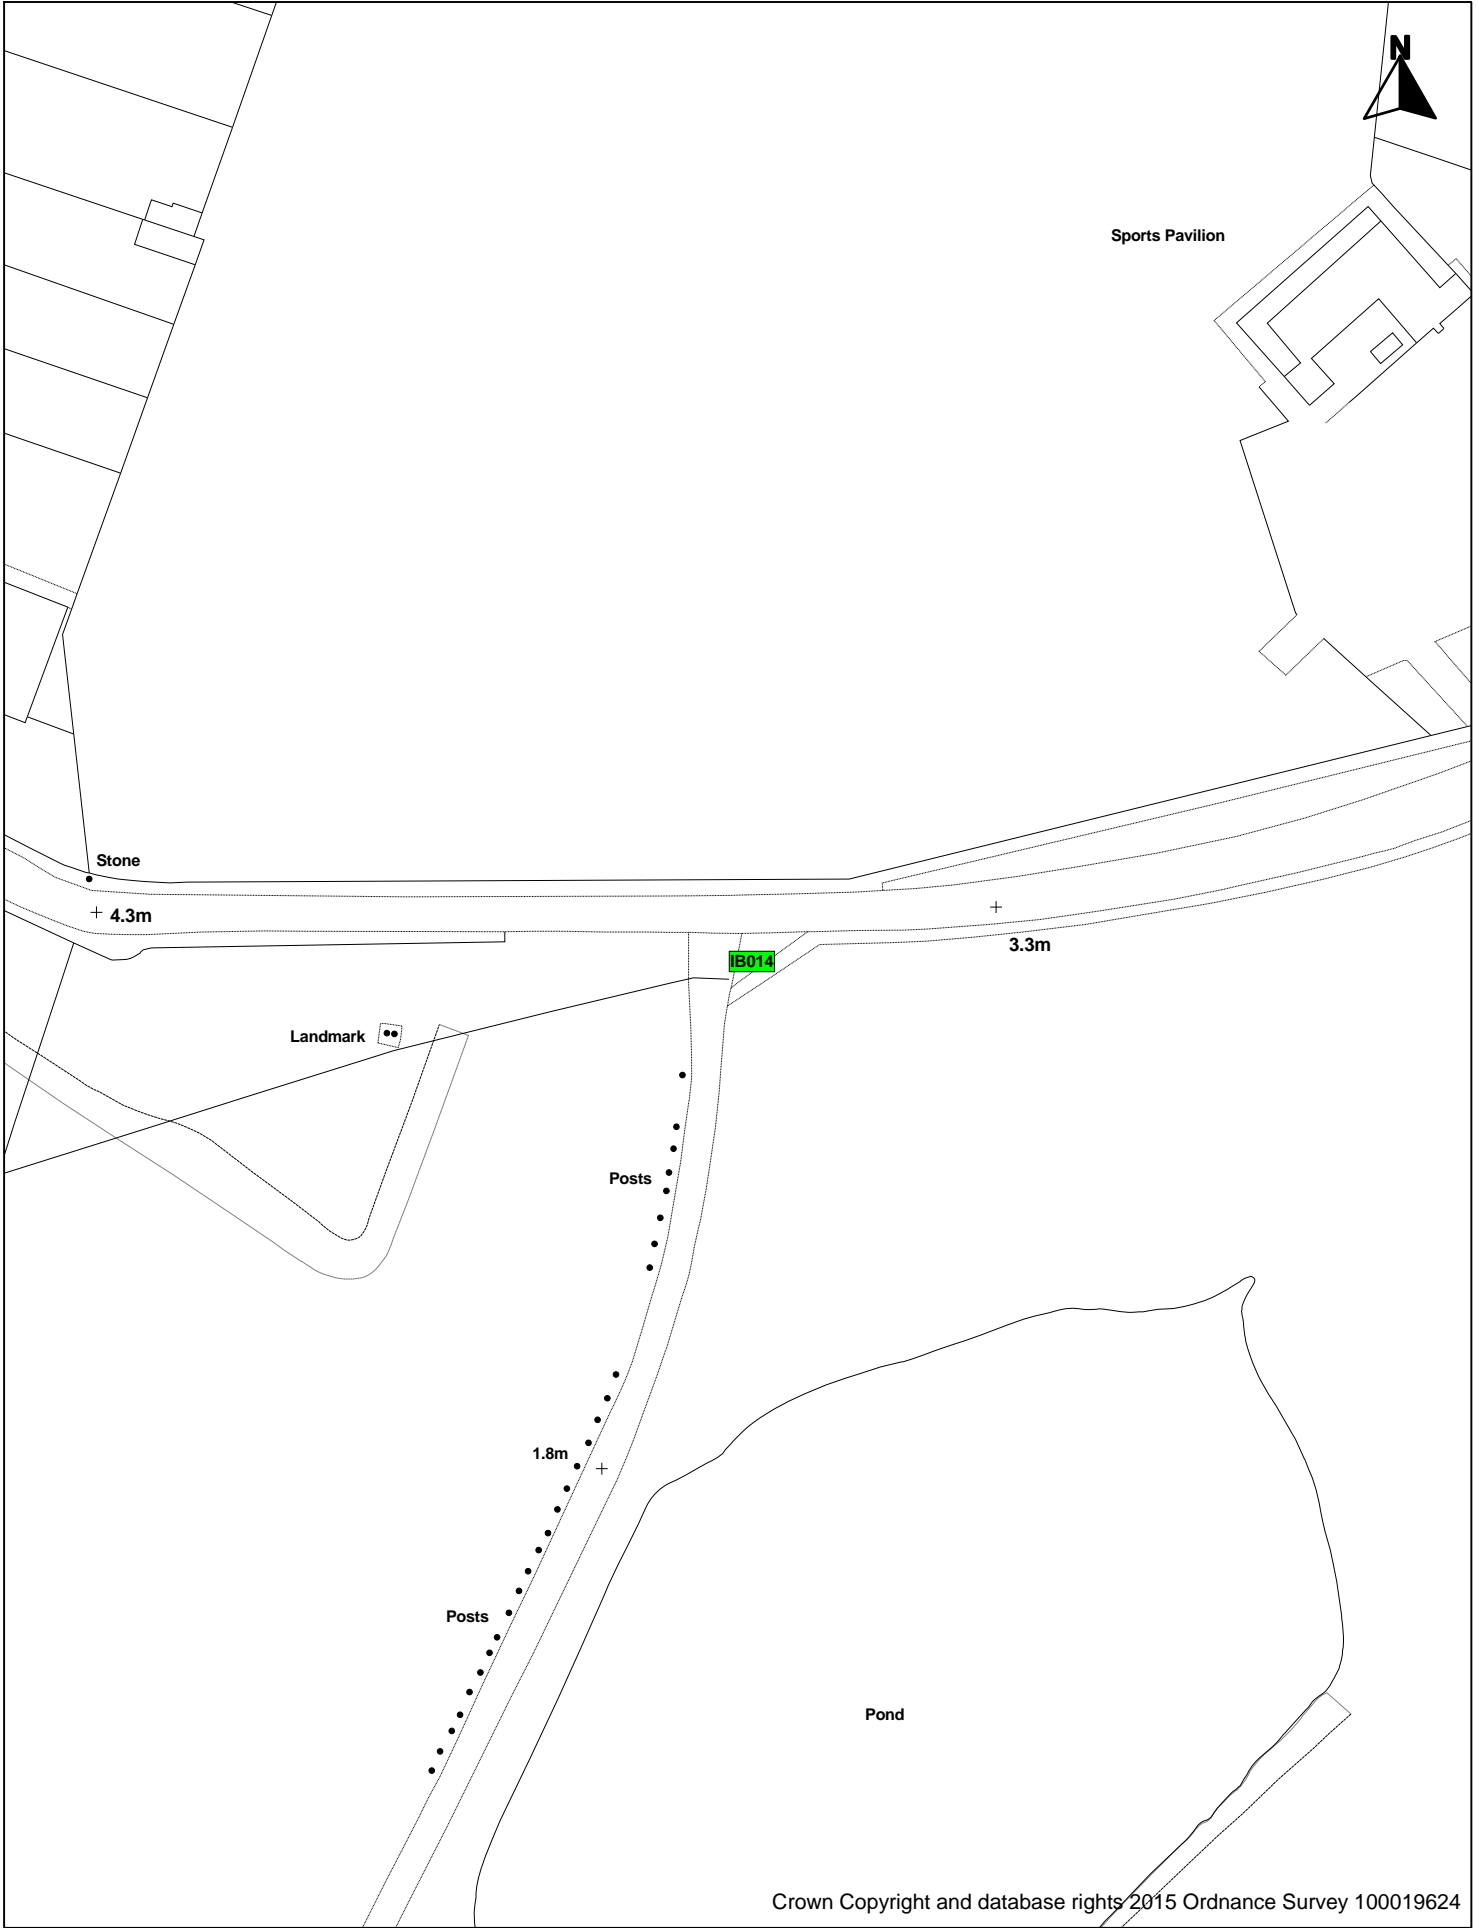 N
Sports Pavilion
Stone
4.3m
3.3m
IB014
Landmark
Posts
1.8m
Posts
Pond
Crown Copyright and database rights 2015 Ordnance Survey 100019624